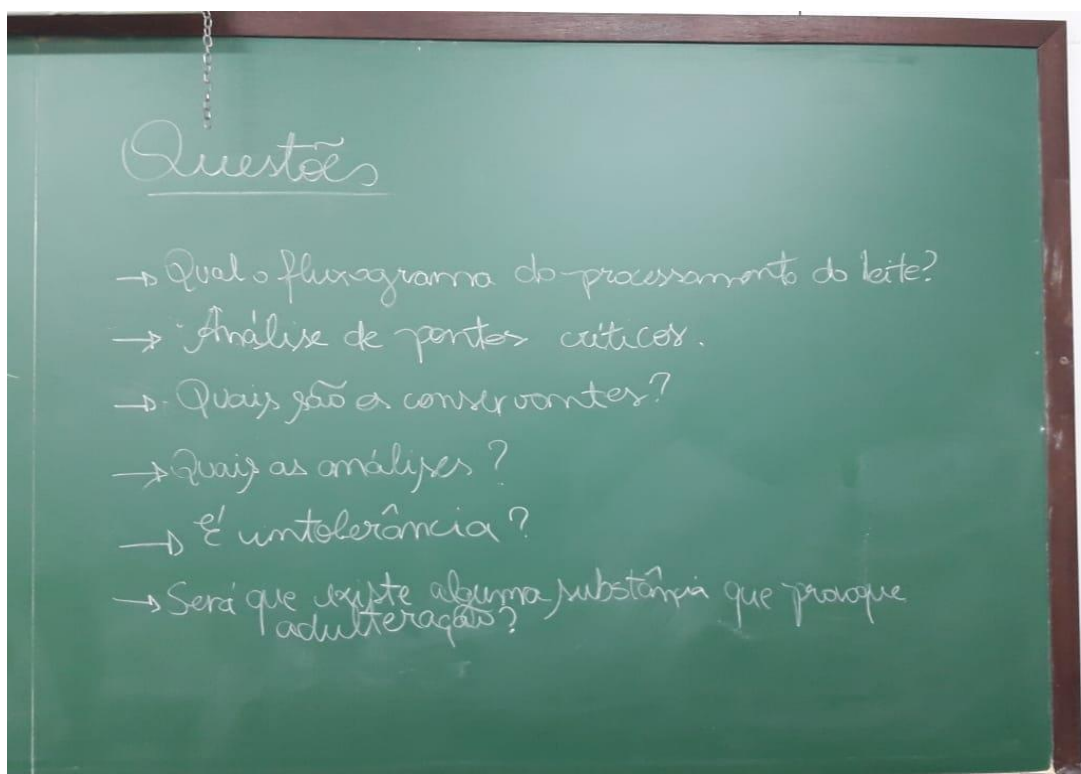 Questões
→ Qual o fluxograma do processamento do leite?
→ Análise de pontos críticos.
→ Quais são os conservantes?
→ Quais as análises?
→ É intolerância?
→ Será que existe alguma substância que provoque
adulteração?